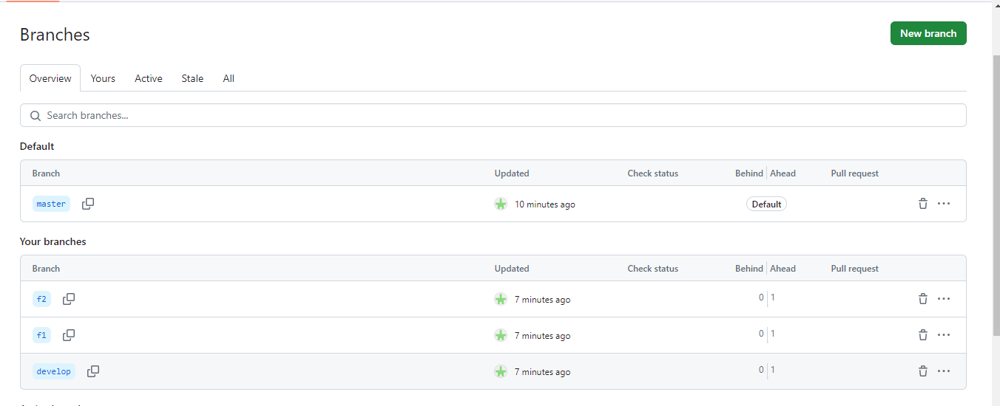 Branches
New branch
Overview Yours Active Stale All
Search branches...
Default
Branch Updated Check status Behind Ahead Pull request
master 10 minutes ago Default
Your branches
Branch Updated Check status Behind Ahead Pull request
f2 7 minutes ago 0 1
f1 7 minutes ago 0 1
develop 7 minutes ago 0 1